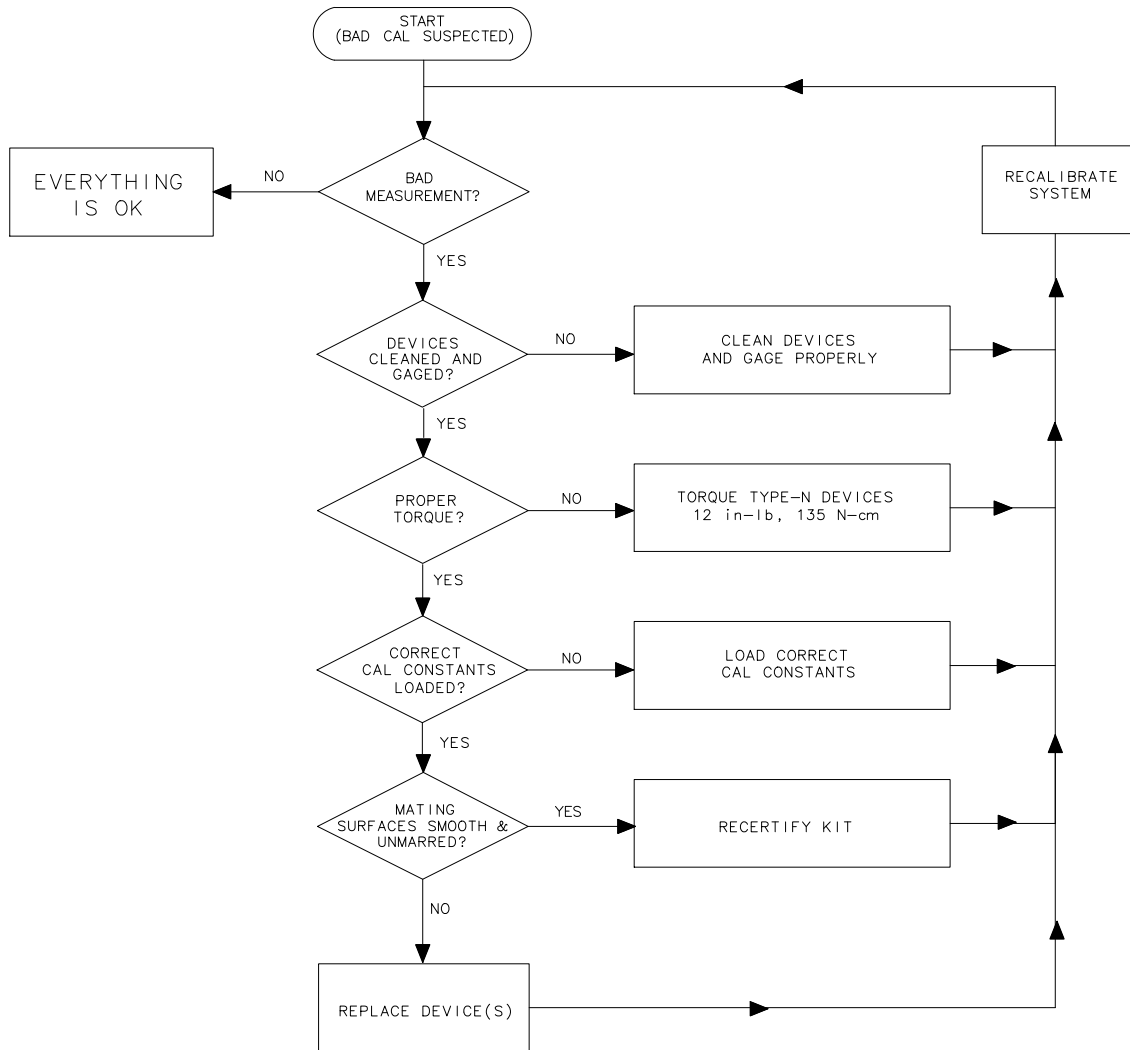 START
(BAD CAL SUSPECTED)
BAD
MEASUREMENT?
NO
EVERYTHING
IS OK
RECALIBRATE
SYSTEM
YES
DEVICES
CLEANED AND
GAGED?
NO
CLEAN DEVICES
AND GAGE PROPERLY
YES
PROPER
TORQUE?
NO
TORQUE TYPE-N DEVICES
12 in-lb, 135 N-cm
YES
CORRECT
CAL CONSTANTS
LOADED?
NO
LOAD CORRECT
CAL CONSTANTS
YES
MATING
SURFACES SMOOTH &
UNMARRED?
YES
RECERTIFY KIT
NO
REPLACE DEVICE(S)